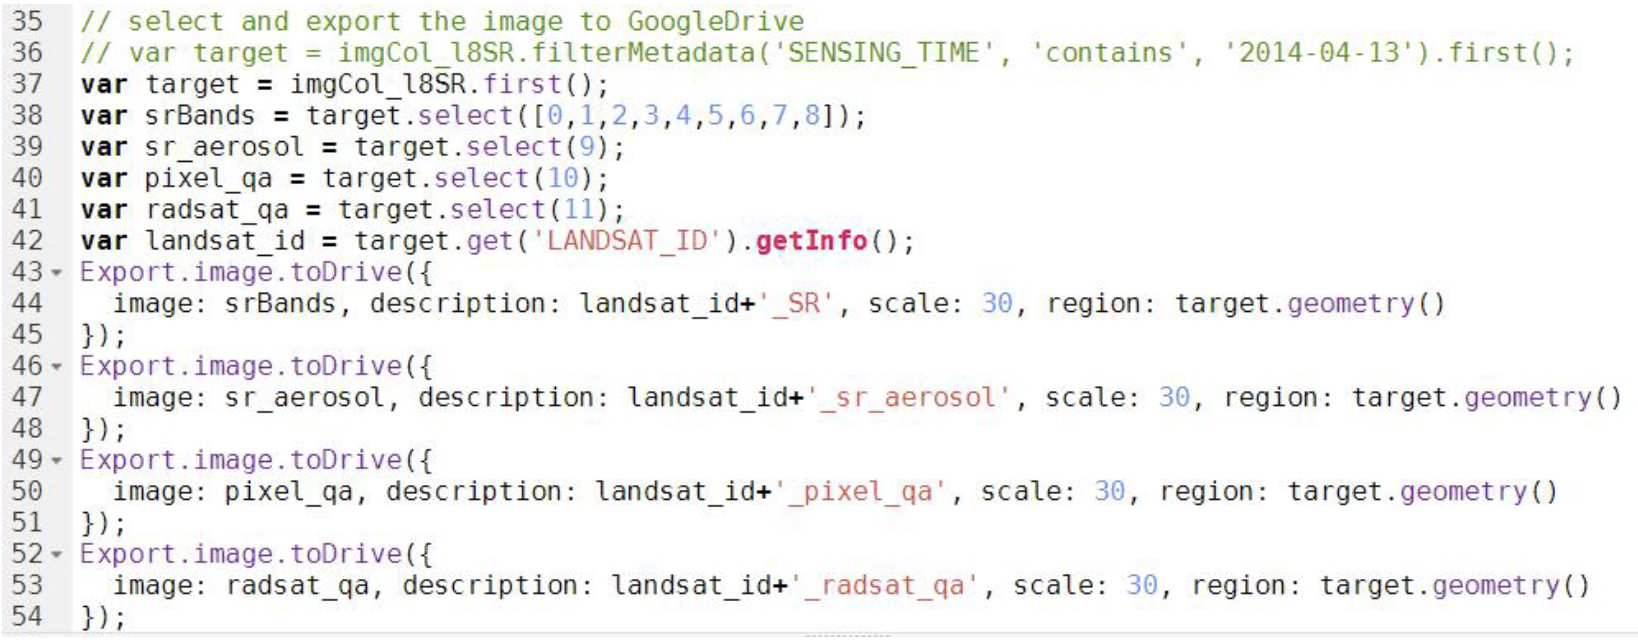 35 // select and export the image to GoogleDrive
36 // var target = imgCol_l8SR.filterMetadata('SENSING_TIME', 'contains', '2014-04-13').first();
37 var target = imgCol_l8SR.first();
38 var srBands = target.select([0,1,2,3,4,5,6,7,8]);
39 var sr_aerosol = target.select(9);
40 var pixel_qa = target.select(10);
41 var radsat_qa = target.select(11);
42 var landsat_id = target.get('LANDSAT_ID').getInfo();
43 Export.image.toDrive({
44   image: srBands, description: landsat_id+'_SR', scale: 30, region: target.geometry()
45 });
46 Export.image.toDrive({
47   image: sr_aerosol, description: landsat_id+'_sr_aerosol', scale: 30, region: target.geometry()
48 });
49 Export.image.toDrive({
50   image: pixel_qa, description: landsat_id+'_pixel_qa', scale: 30, region: target.geometry()
51 });
52 Export.image.toDrive({
53   image: radsat_qa, description: landsat_id+'_radsat_qa', scale: 30, region: target.geometry()
54 });